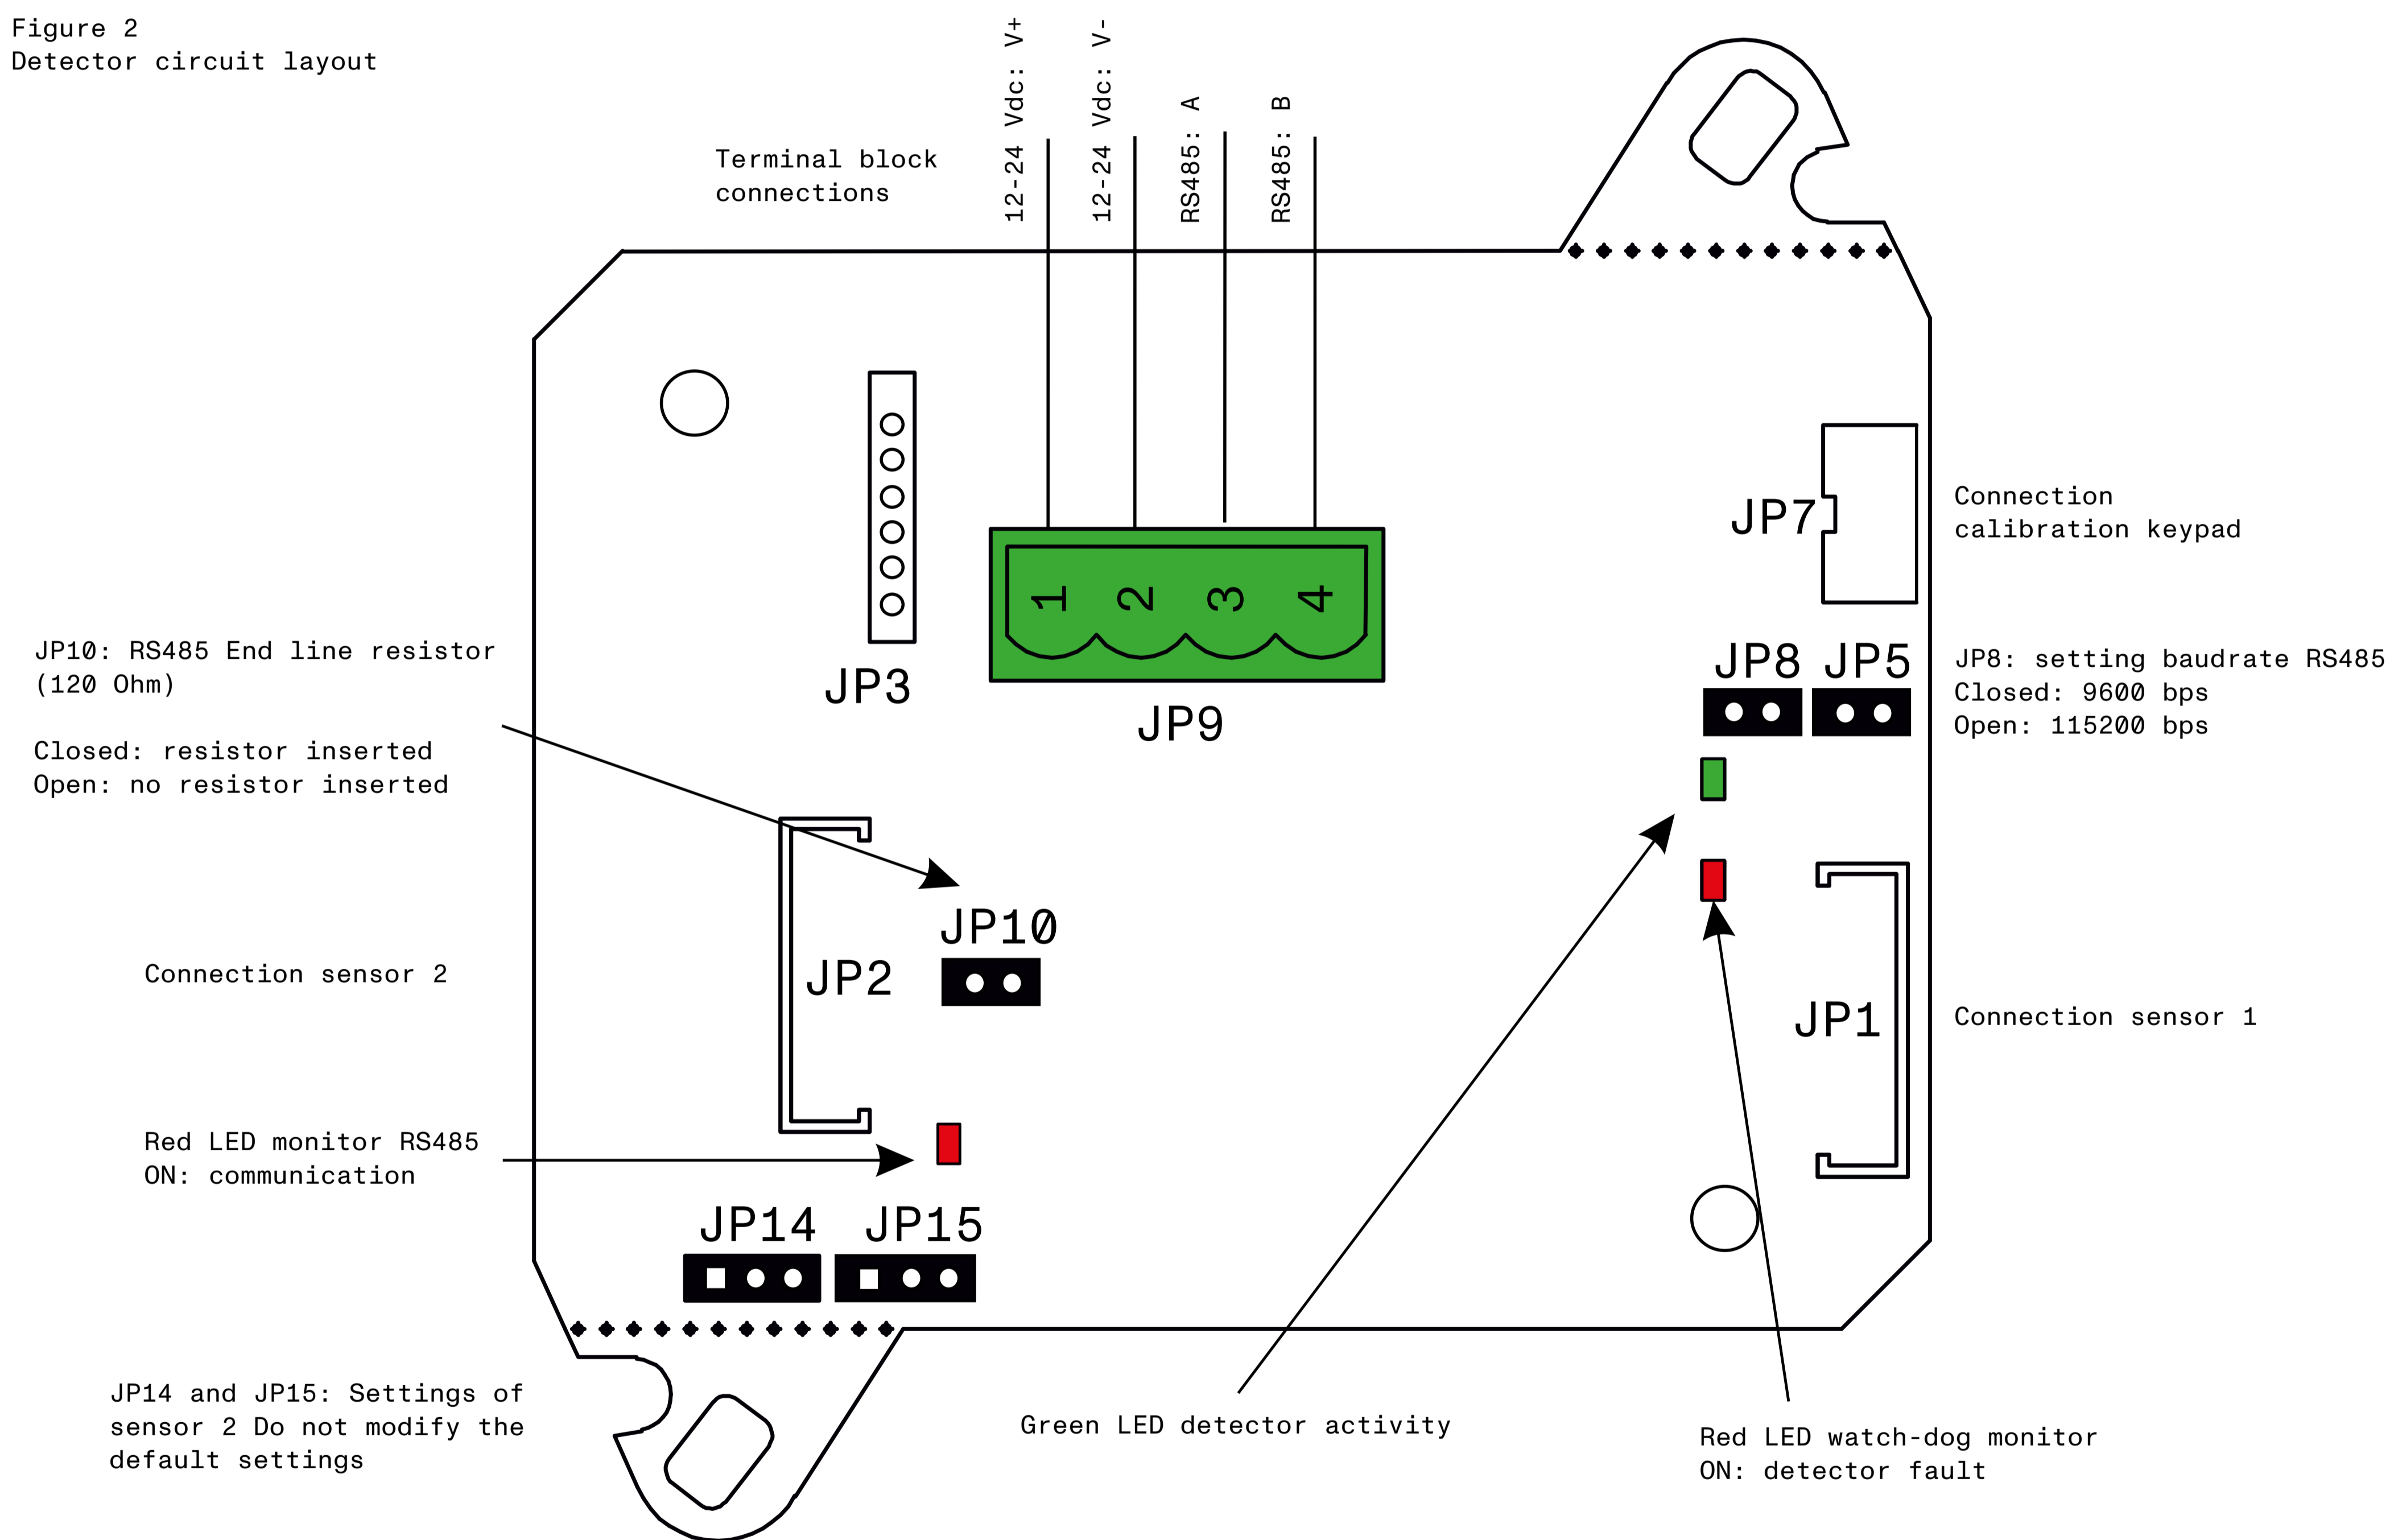 Figure 2
Detector circuit layout
12-24 Vdc: V+
12-24 Vdc: V-
RS485: A
RS485: B
Terminal block
connections
1
2
3
4
JP3
JP9
JP7
Connection
calibration keypad
JP8
JP5
JP8: setting baudrate RS485
Closed: 9600 bps
Open: 115200 bps
JP10: RS485 End line resistor
(120 Ohm)
Closed: resistor inserted
Open: no resistor inserted
JP10
JP2
Connection sensor 2
JP1
Connection sensor 1
Red LED monitor RS485
ON: communication
JP14
JP15
JP14 and JP15: Settings of
sensor 2 Do not modify the
default settings
Green LED detector activity
Red LED watch-dog monitor
ON: detector fault